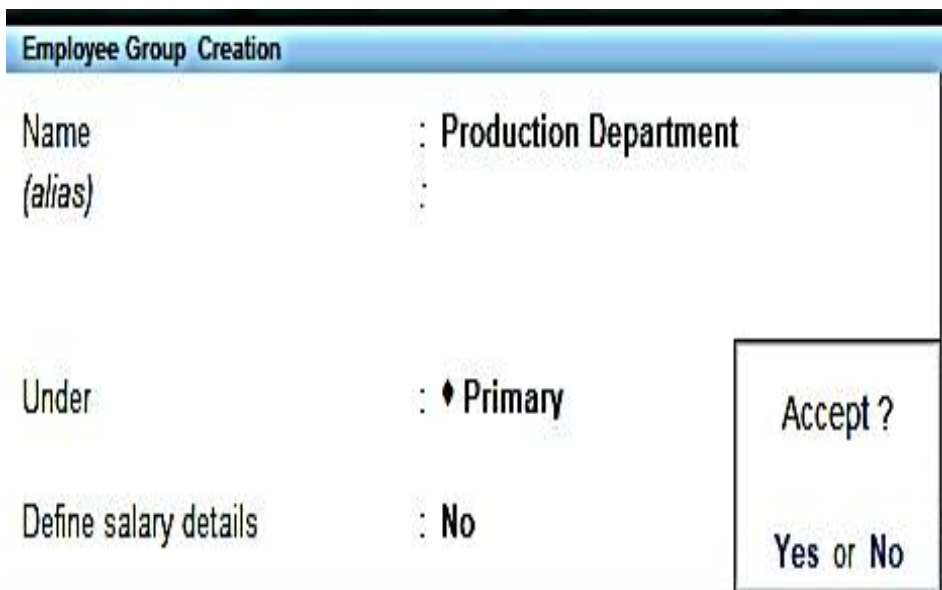 Employee Group Creation
Name : Production Department
(alias) :
Under : ♦ Primary
Define salary details : No
Accept ?
Yes or No